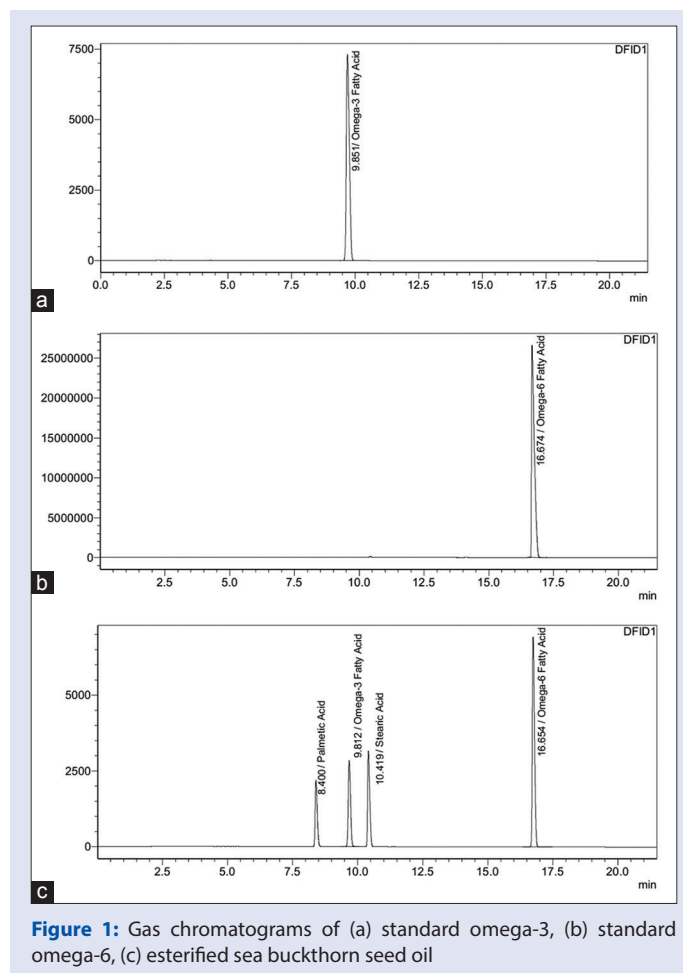 DFID1
7500
5000
2500
0
9.851/ Omega-3 Fatty Acid
0.0 2.5 5.0 7.5 10.0 12.5 15.0 17.5 20.0
min
a
DFID1
25000000
20000000
15000000
10000000
5000000
0
16.674 / Omega-6 Fatty Acid
2.5 5.0 7.5 10.0 12.5 15.0 17.5 20.0
min
b
DFID1
5000
2500
0
8.400 / Palmetic Acid
9.812 / Omega-3 Fatty Acid
10.419 / Stearic Acid
16.654 / Omega-6 Fatty Acid
2.5 5.0 7.5 10.0 12.5 15.0 17.5 20.0
min
c
Figure 1: Gas chromatograms of (a) standard omega-3, (b) standard
omega-6, (c) esterified sea buckthorn seed oil